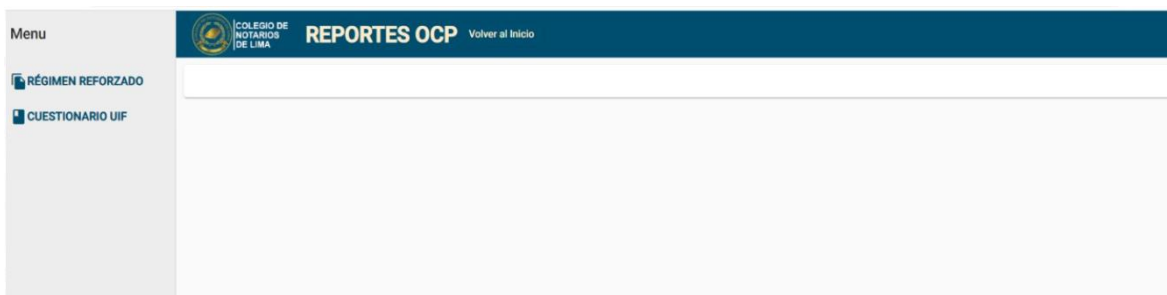 Menu
RÉGIMEN REFORZADO
CUESTIONARIO UIF
COLEGIO DE
NOTARIOS
DE LIMA
REPORTES OCP
Volver al Inicio